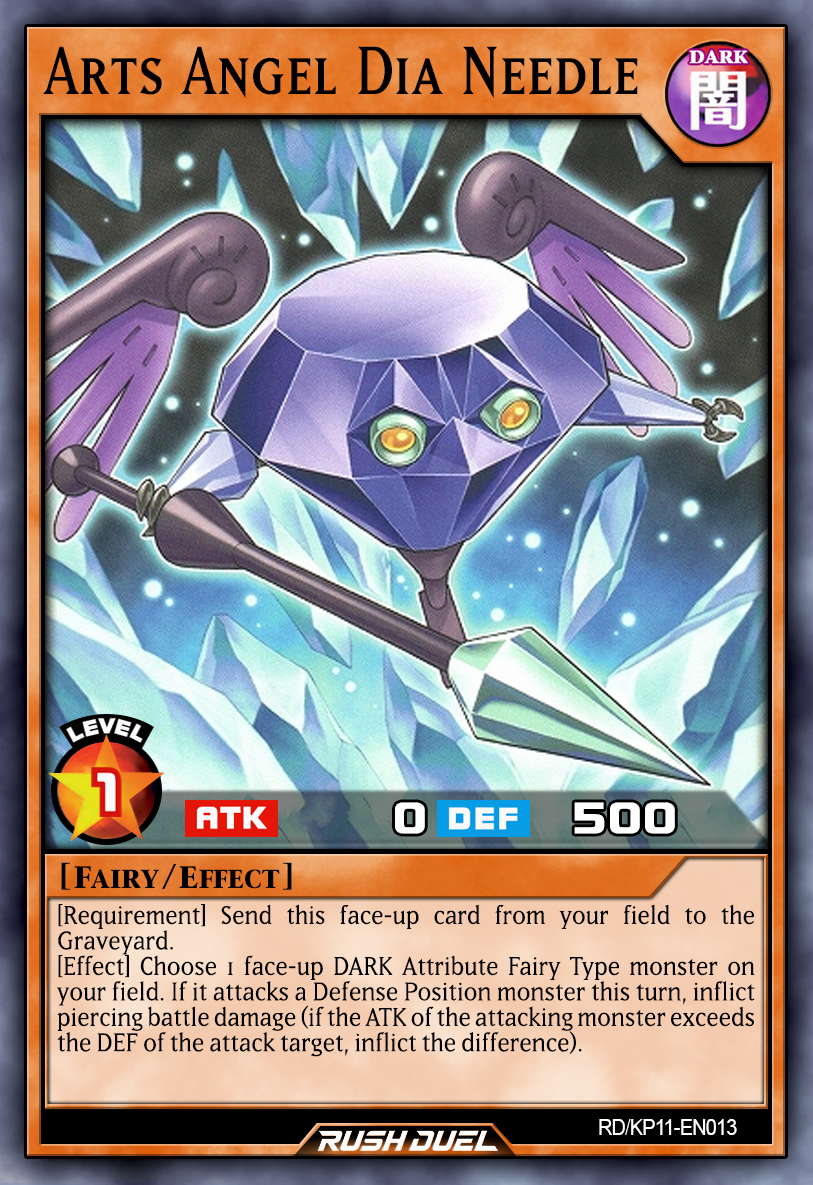 Arts Angel Dia Needle
DARK
闇
LEVEL
1
ATK 0 DEF 500
[Fairy/Effect]
[Requirement] Send this face-up card from your field to the
Graveyard.
[Effect] Choose 1 face-up DARK Attribute Fairy Type monster on
your field. If it attacks a Defense Position monster this turn, inflict
piercing battle damage (if the ATK of the attacking monster exceeds
the DEF of the attack target, inflict the difference).
RUSH DUEL
RD/KP11-EN013